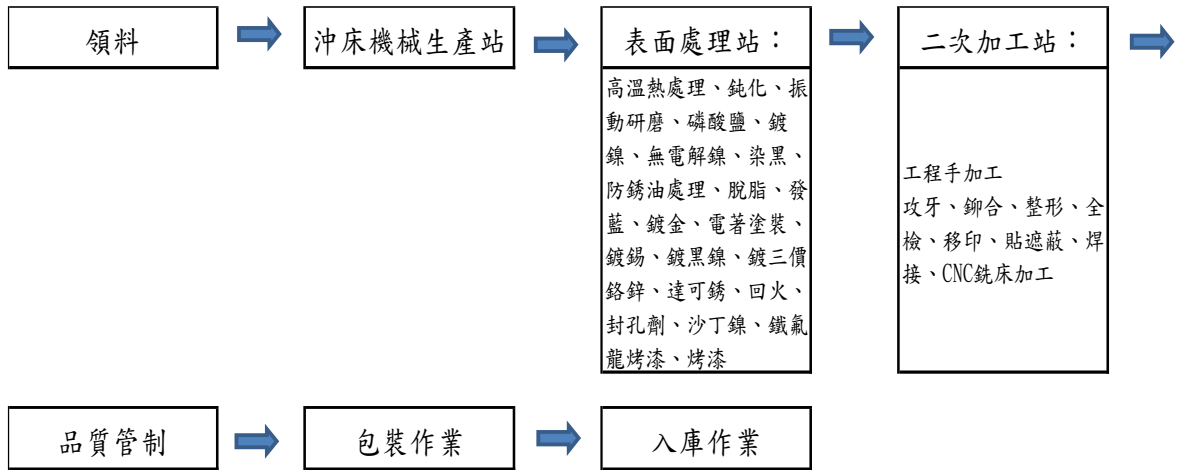 領料
沖床機械生產站
表面處理站：
高溫熱處理、鈍化、振
動研磨、磷酸鹽、鍍
鎳、無電解鎳、染黑、
防銹油處理、脫脂、發
藍、鍍金、電著塗裝、
鍍錫、鍍黑鎳、鍍三價
鉻鋅、達可銹、回火、
封孔劑、沙丁鎳、鐵氟
龍烤漆、烤漆
二次加工站：
工程手加工
攻牙、鉚合、整形、全
檢、移印、貼遮蔽、焊
接、CNC銑床加工
品質管制
包裝作業
入庫作業